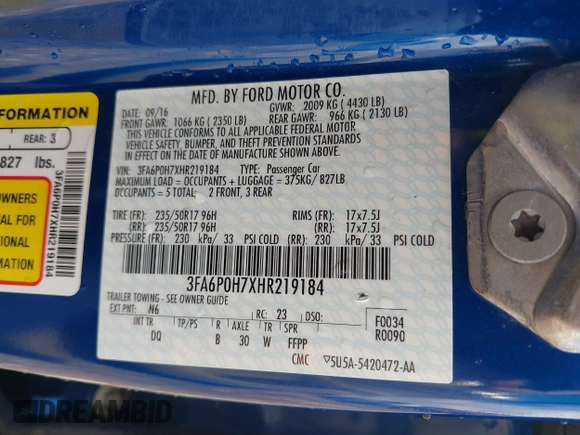 MFD. BY FORD MOTOR CO.
DATE: 09/16 GVWR: 2009 KG ( 4430 LB)
FRONT GAWR: 1066 KG ( 2350 LB) REAR GAWR: 966 KG ( 2130 LB)
THIS VEHICLE CONFORMS TO ALL APPLICABLE FEDERAL MOTOR
VEHICLE SAFETY, BUMPER, AND THEFT PREVENTION STANDARDS
IN EFFECT ON THE DATE OF MANUFACTURE SHOWN ABOVE.
VIN: 3FA6P0H7XHR219184 TYPE: Passenger Car
MAXIMUM LOAD = OCCUPANTS + LUGGAGE = 375KG/ 827LB
OCCUPANTS = 5 TOTAL: 2 FRONT, 3 REAR
TIRE (FR): 235/50R17 96H RIMS (FR): 17x7.5J
(RR): 235/50R17 96H (RR): 17x7.5J
PRESSURE (FR): 230 kPa/ 33 PSI COLD (RR): 230 kPa/ 33 PSI COLD
3FA6P0H7XHR219184
TRAILER TOWING - SEE OWNER GUIDE
EXT PNT: N6 RC: 23 DSO:
INT TR TP/PS R AXLE TR SPR
DQ B 30 W FFPP
F0034
R0090
CMC ▽5U5A-5420472-AA
FORMATION
REAR: 3
827 lbs.
OWNERS
AL FOR
TIONAL
MATION
3FA6P0H7XHR219184
DREAMBID